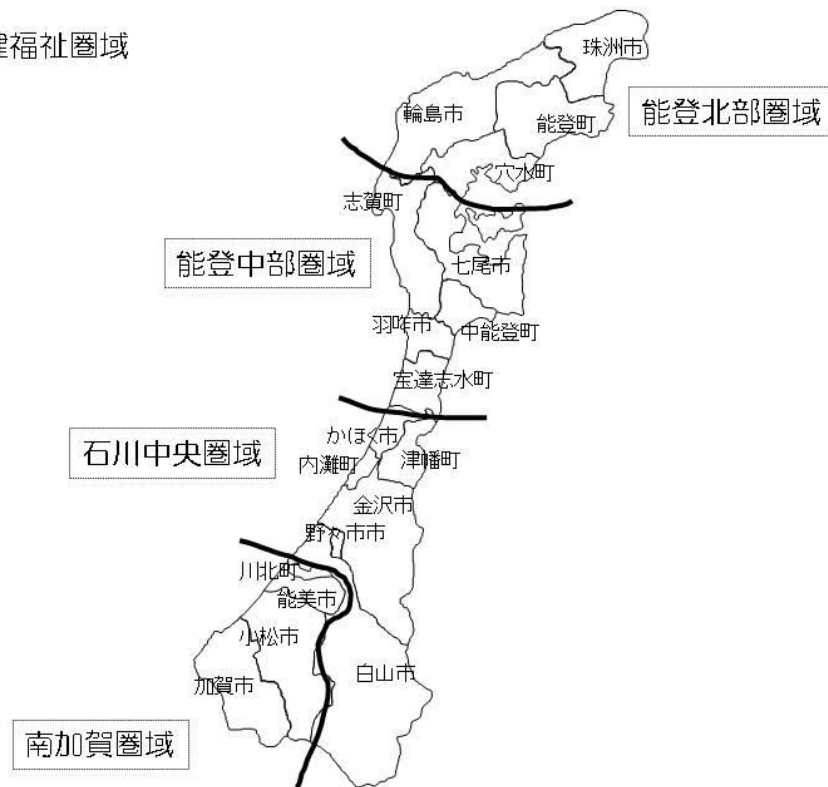 健福祉圏域
珠洲市
輪島市
能登町
能登北部圏域
穴水町
志賀町
能登中部圏域
七尾市
羽咋市
中能登町
宝達志水町
かほく市
石川中央圏域
内灘町
津幡町
金沢市
野々市市
川北町
能美市
小松市
白山市
加賀市
南加賀圏域